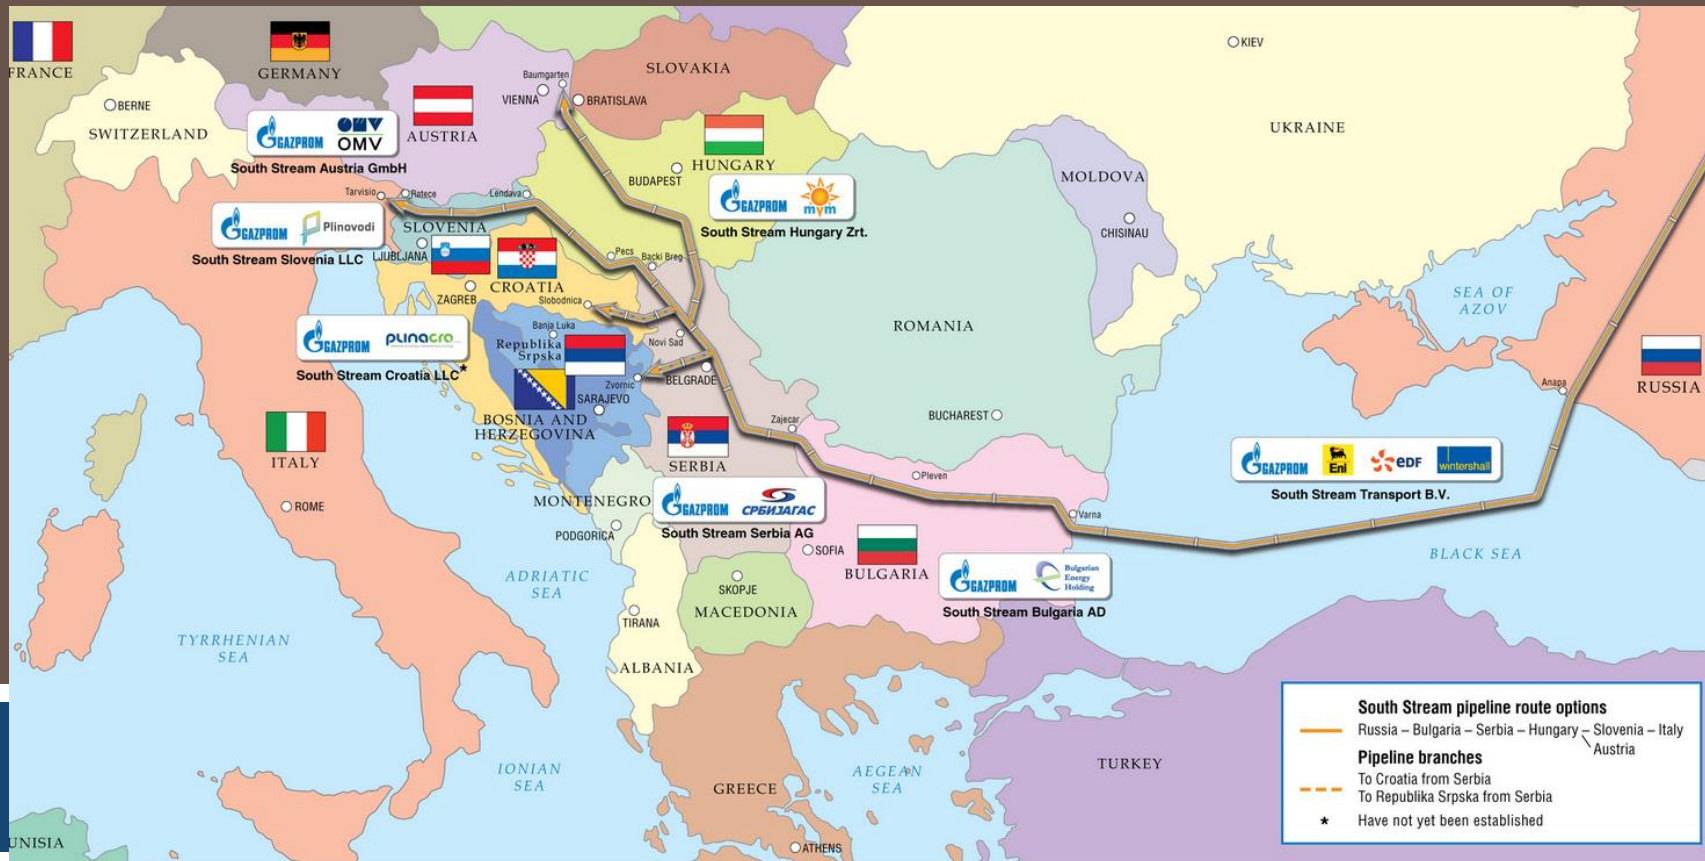 FRANCE
GERMANY
SLOVAKIA
KIEV
Baumgarten
VIENNA
BRATISLAVA
BERNE
SWITZERLAND
AUSTRIA
UKRAINE
GAZPROM
OMV
OMV
South Stream Austria GmbH
HUNGARY
BUDAPEST
MOLDOVA
CHISINAU
Tarvisio
Ratece
Lendava
GAZPROM
mvm
South Stream Hungary Zrt.
GAZPROM
Plinovodi
South Stream Slovenia LLC
SLOVENIA
LJUBLJANA
CROATIA
ZAGREB
Pecs
Backi Breg
Slobodnica
SEA OF
AZOV
ROMANIA
GAZPROM
plinacro
South Stream Croatia LLC*
Banja Luka
Republika
Srpska
Novi Sad
Zvornic
BELGRADE
SARAJEVO
BOSNIA AND
HERZEGOVINA
Anapa
RUSSIA
BUCHAREST
Zajecar
ITALY
SERBIA
ROME
Pleven
GAZPROM
Eni
eDF
wintershall
South Stream Transport B.V.
MONTENEGRO
PODGORICA
GAZPROM
СРБИЈАГАС
South Stream Serbia AG
Varna
SOFIA
BULGARIA
BLACK SEA
GAZPROM
Bulgarian
Energy
Holding
South Stream Bulgaria AD
ADRIATIC
SEA
SKOPJE
MACEDONIA
TIRANA
TYRRHENIAN
SEA
ALBANIA
IONIAN
SEA
GREECE
AEGEAN
SEA
TURKEY
ATHENS
UNISIA
South Stream pipeline route options
Russia – Bulgaria – Serbia – Hungary – Slovenia – Italy
Austria
Pipeline branches
To Croatia from Serbia
To Republika Srpska from Serbia
* Have not yet been established